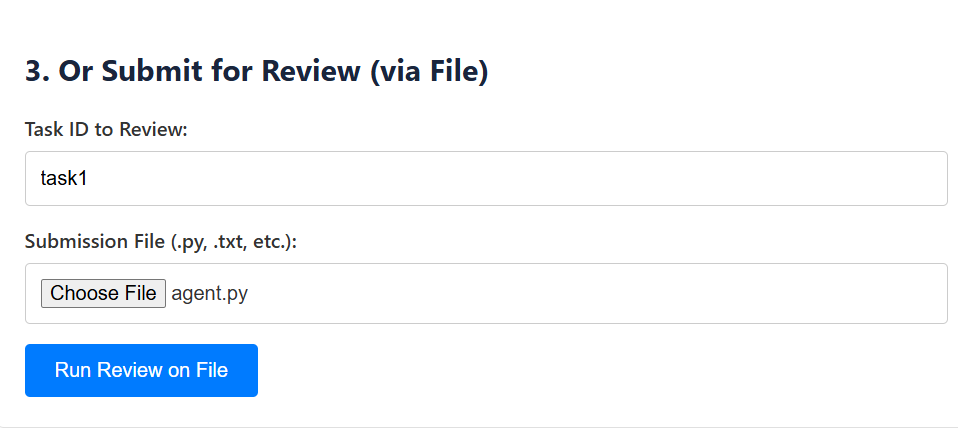 3. Or Submit for Review (via File)
Task ID to Review:
task1
Submission File (.py, .txt, etc.):
Choose File agent.py
Run Review on File